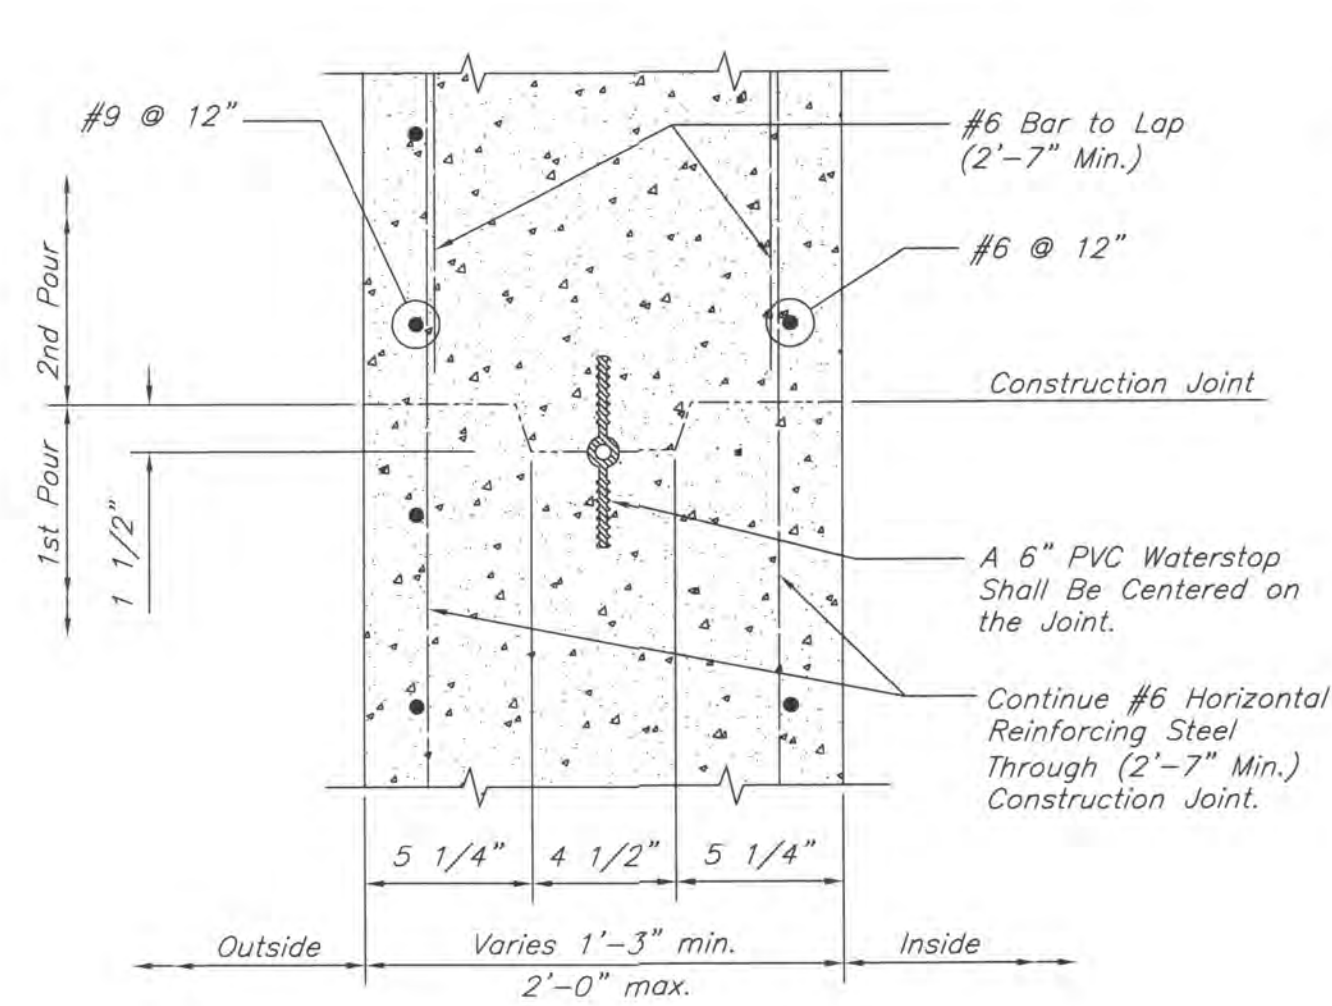 #9 @ 12"
#6 Bar to Lap
(2'-7" Min.)
#6 @ 12"
2nd Pour
Construction Joint
1st Pour
1 1/2"
A 6" PVC Waterstop
Shall Be Centered on
the Joint.
Continue #6 Horizontal
Reinforcing Steel
Through (2'-7" Min.)
Construction Joint.
5 1/4" 4 1/2" 5 1/4"
Outside Varies 1'-3" min. Inside
2'-0" max.